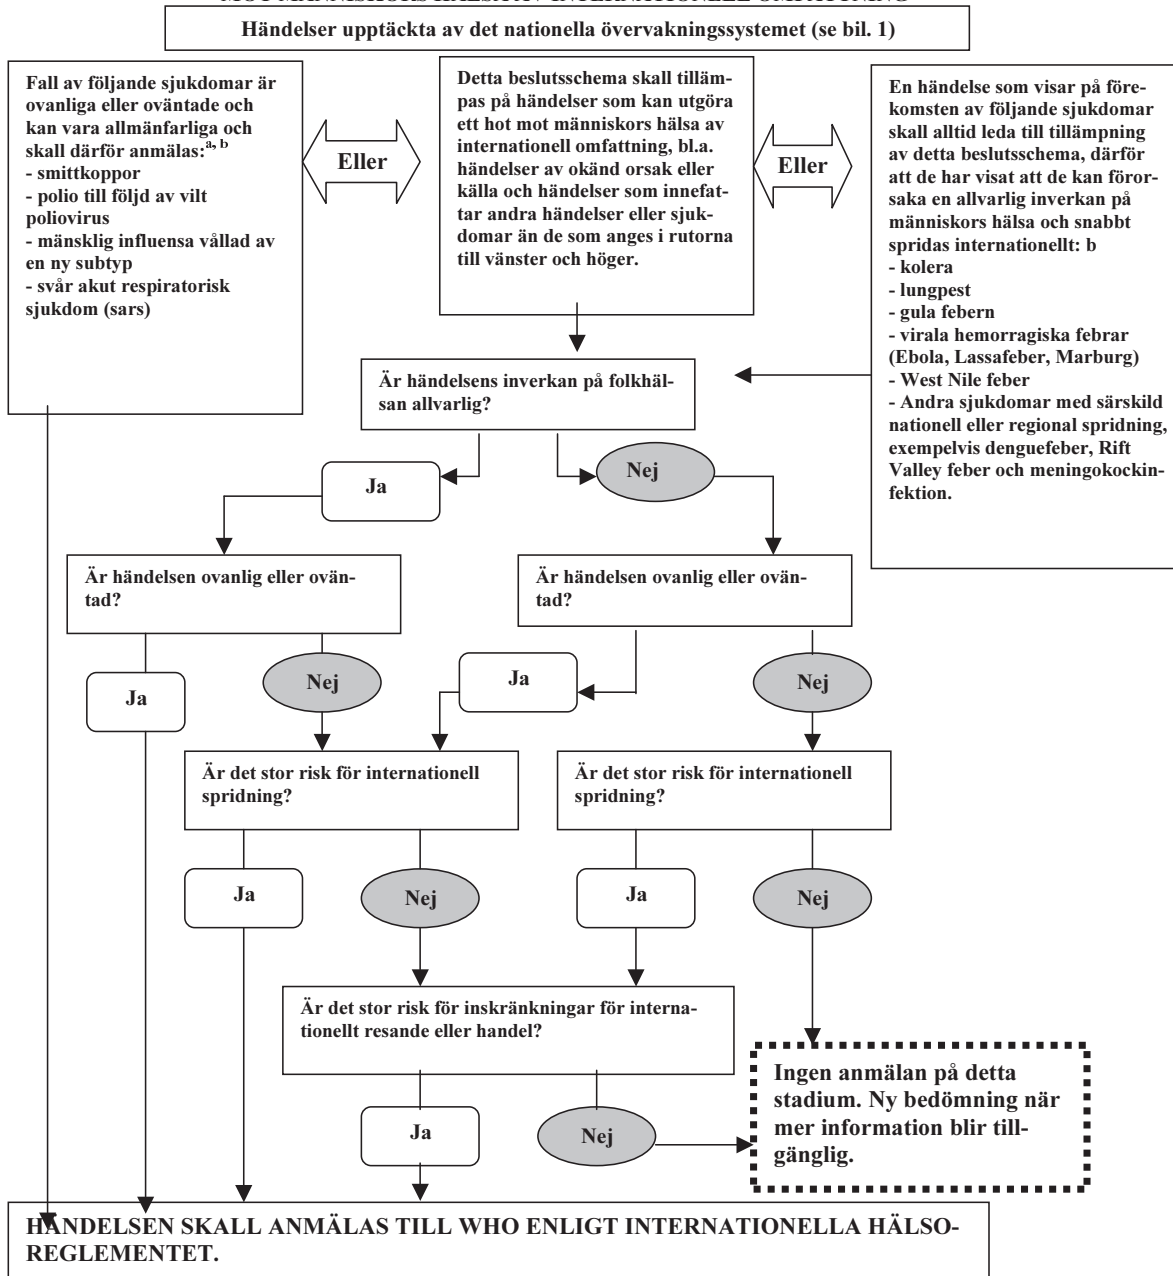 MOT MÄNNISKORS HÄLSA AV INTERNATIONELL OMFATTNING
Händelser upptäckta av det nationella övervakningssystemet (se bil. 1)
Fall av följande sjukdomar är
ovanliga eller oväntade och
kan vara allmänfarliga och
skall därför anmälas:a, b
- smittkoppor
- polio till följd av vilt
poliovirus
- mänsklig influensa vållad av
en ny subtyp
- svår akut respiratorisk
sjukdom (sars)
Eller
Detta beslutsschema skall tilläm-
pas på händelser som kan utgöra
ett hot mot människors hälsa av
internationell omfattning, bl.a.
händelser av okänd orsak eller
källa och händelser som innefat-
tar andra händelser eller sjuk-
domar än de som anges i rutorna
till vänster och höger.
Eller
En händelse som visar på före-
komsten av följande sjukdomar
skall alltid leda till tillämpning
av detta beslutsschema, därför
att de har visat att de kan föror-
saka en allvarlig inverkan på
människors hälsa och snabbt
spridas internationellt: b
- kolera
- lungpest
- gula febern
- virala hemorragiska febrar
(Ebola, Lassafeber, Marburg)
- West Nile feber
- Andra sjukdomar med särskild
nationell eller regional spridning,
exempelvis denguefeber, Rift
Valley feber och meningokockin-
fektion.
Är händelsens inverkan på folkhäl-
san allvarlig?
Ja
Nej
Är händelsen ovanlig eller ovän-
tad?
Är händelsen ovanlig eller ovän-
tad?
Ja
Nej
Ja
Nej
Är det stor risk för internationell
spridning?
Är det stor risk för internationell
spridning?
Ja
Nej
Ja
Nej
Är det stor risk för inskränkningar för interna-
tionellt resande eller handel?
Ja
Nej
Ingen anmälan på detta
stadium. Ny bedömning när
mer information blir till-
gänglig.
HÄNDELSEN SKALL ANMÄLAS TILL WHO ENLIGT INTERNATIONELLA HÄLSO-
REGLEMENTET.